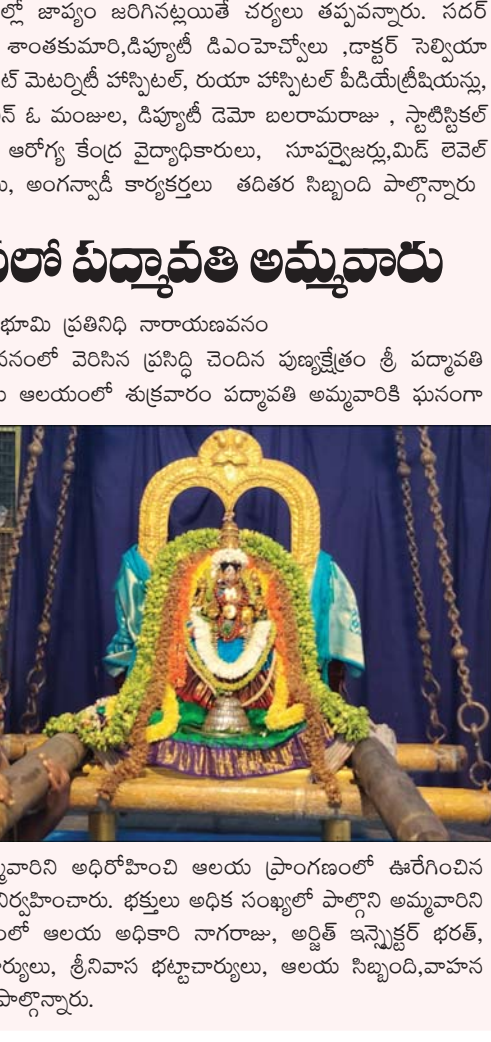 ల్లో జాప్యం జరిగినట్లయితే చర్యలు తప్పవన్నారు. సదర్
శాంతకుమారి,డిప్యూటీ డిఎంహెచ్వోలు ,డాక్టర్ సెల్వియా
ట్ మెటర్నిటీ హాస్పిటల్, రుయా హాస్పిటల్ పీడియేట్రీషియన్లు,
న్ ఓ మంజుల, డిప్యూటీ డెమో బలరామరాజు , స్టాటిస్టికల్
ఆరోగ్య కేంద్ర వైద్యాధికారులు, సూపర్వైజర్లు,మిడ్ లెవెల్
అంగన్వాడీ కార్యకర్తలు తదితర సిబ్బంది పాల్గొన్నారు
లో పద్మావతి అమ్మవారు
భూమి ప్రతినిధి నారాయణవనం
వనంలో వెరిసిన ప్రసిద్ధి చెందిన పుణ్యక్షేత్రం శ్రీ పద్మావతి
ఆలయంలో శుక్రవారం పద్మావతి అమ్మవారికి ఘనంగా
మ్మవారిని అధిరోహించి ఆలయ ప్రాంగణంలో ఊరేగించిన
నిర్వహించారు. భక్తులు అధిక సంఖ్యలో పాల్గొని అమ్మవారిని
లో ఆలయ అధికారి నాగరాజు, అర్జిత్ ఇన్స్పెక్టర్ భరత్,
ర్యులు, శ్రీనివాస భట్టాచార్యులు, ఆలయ సిబ్బంది,వాహన
పాల్గొన్నారు.